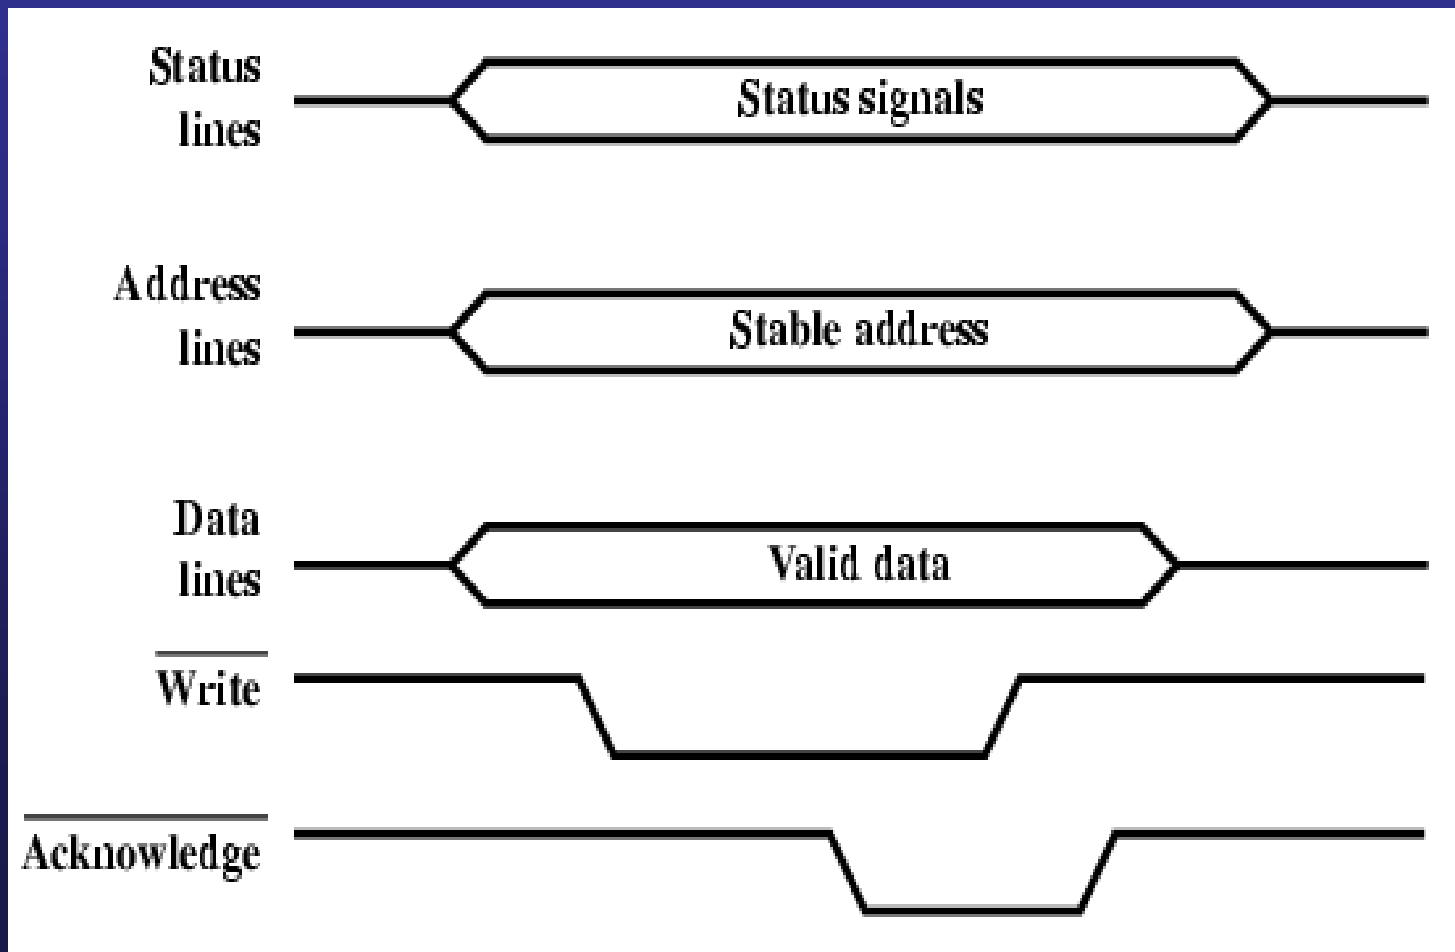 Status
lines
Status signals
Address
lines
Stable address
Data
lines
Valid data
Write
Acknowledge